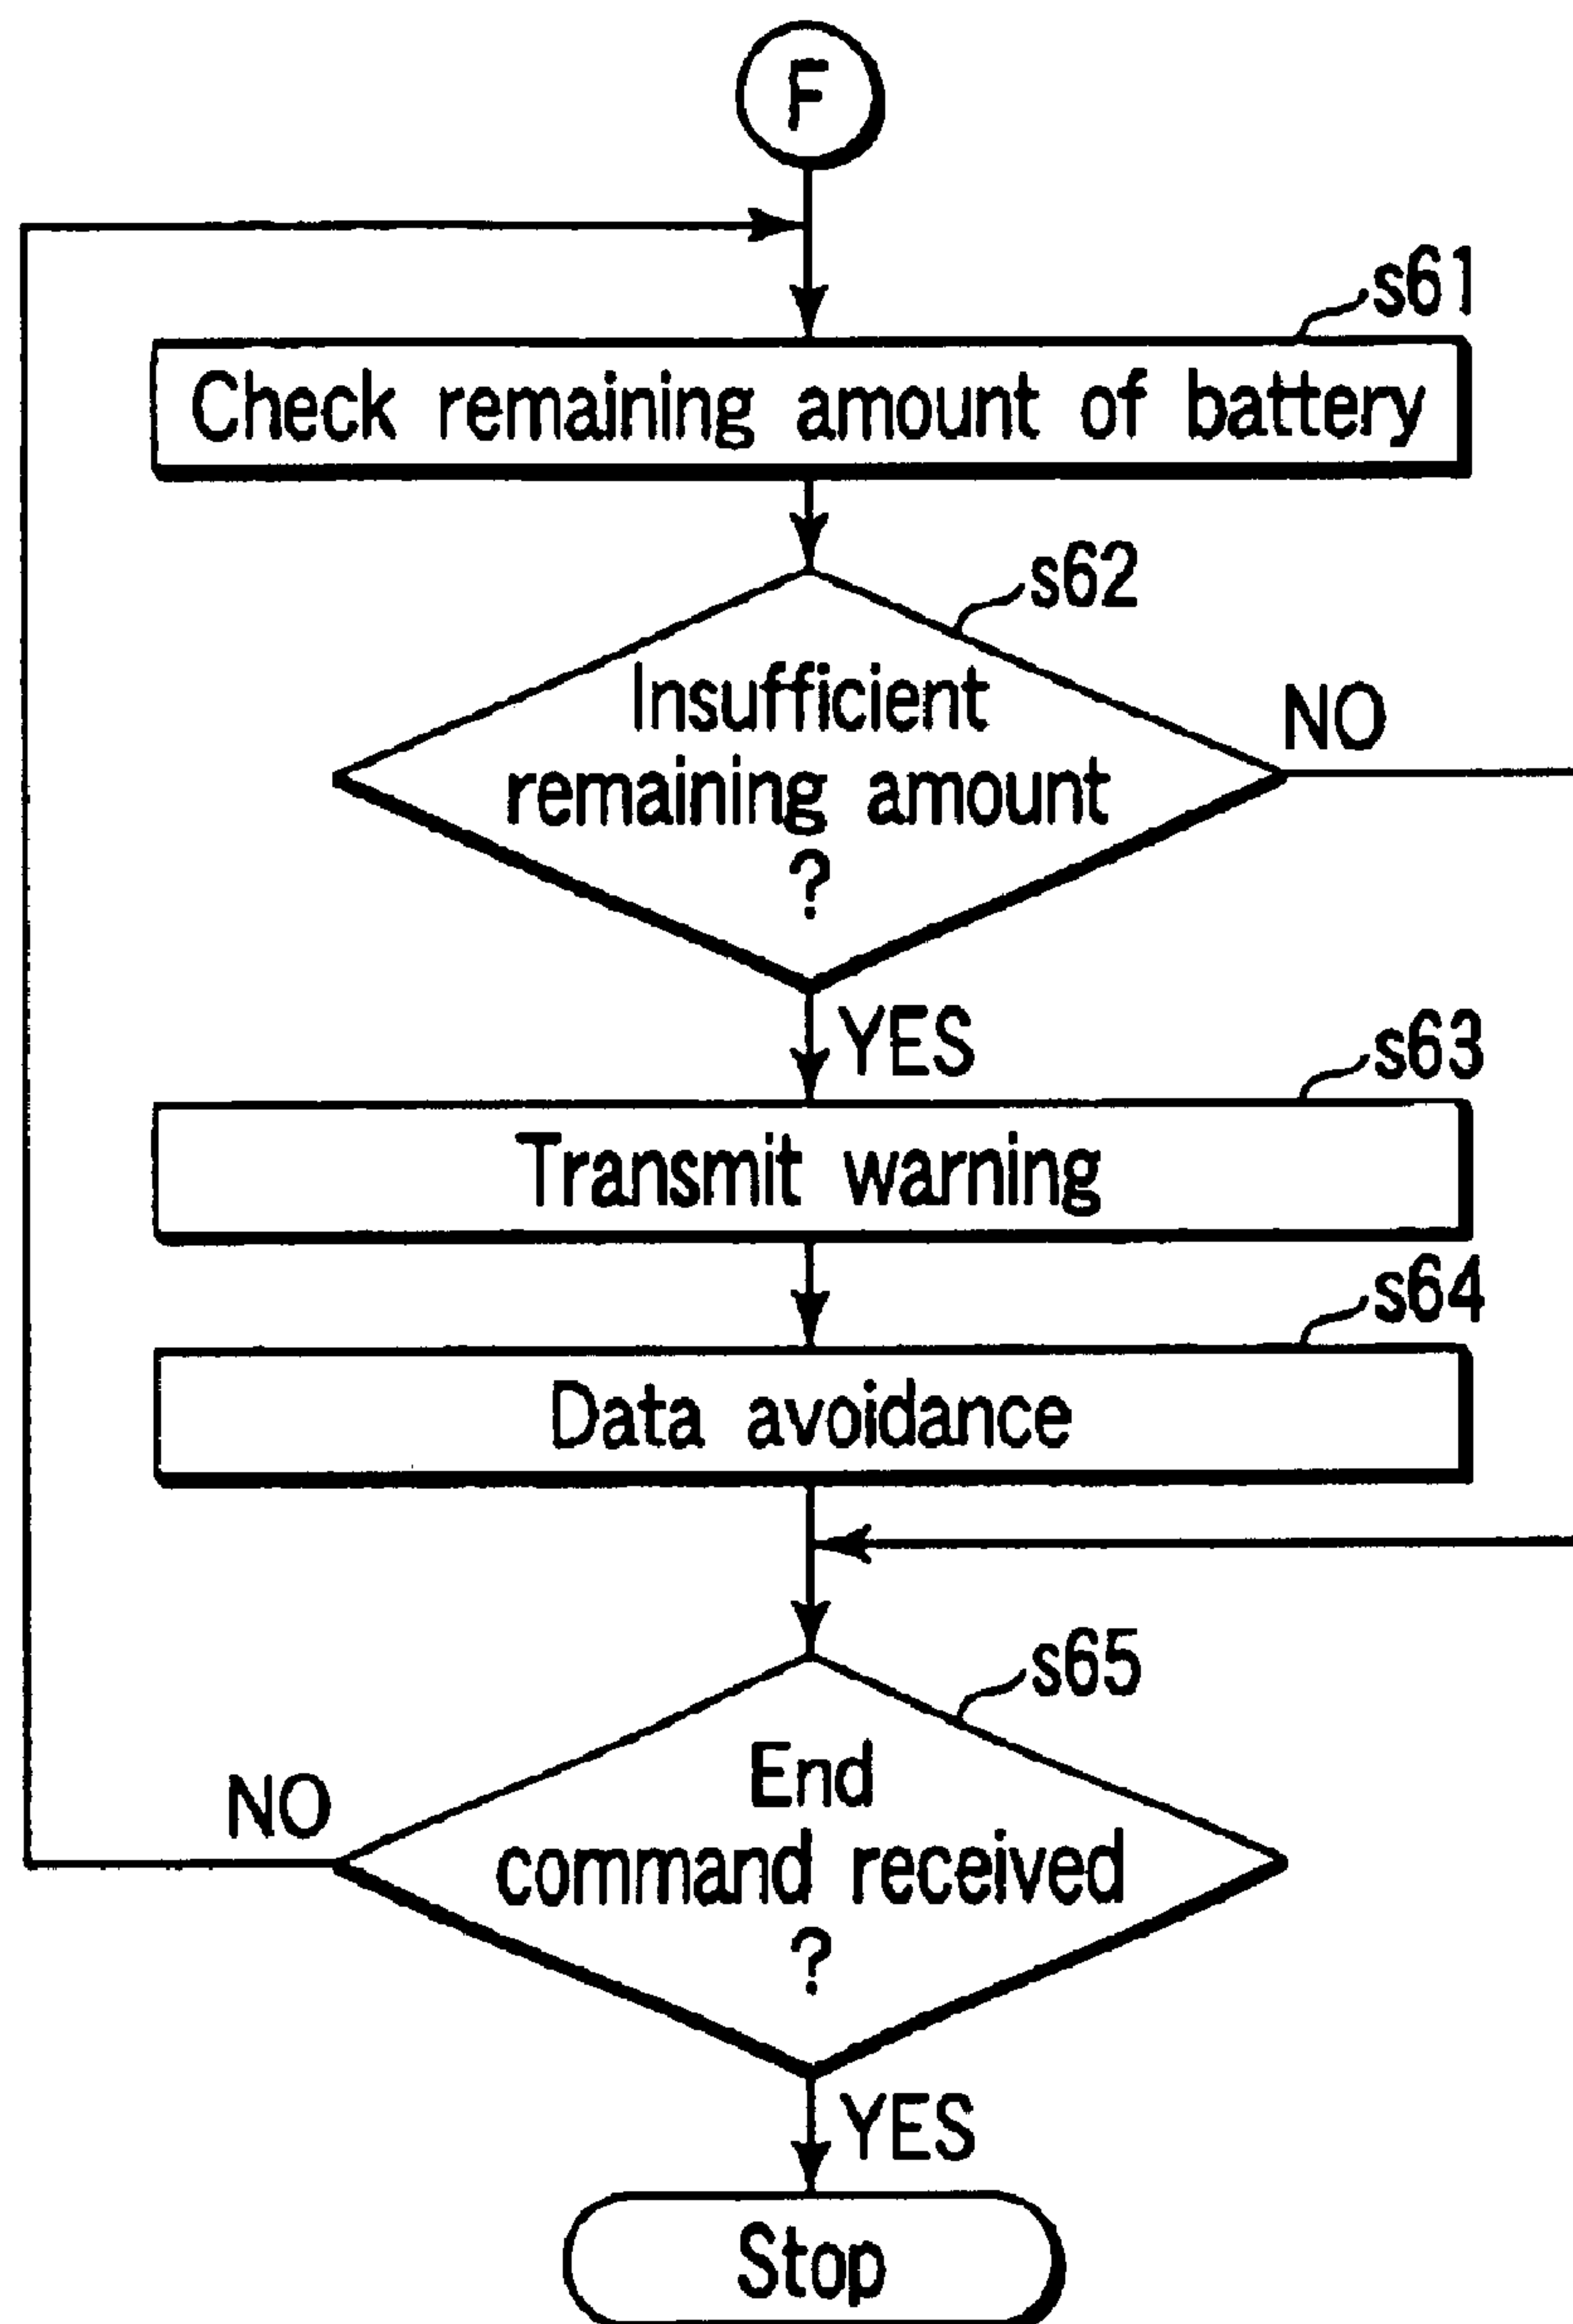 F
s61
Check remaining amount of battery
s62
Insufficient
remaining amount
?
NO
YES
s63
Transmit warning
s64
Data avoidance
s65
End
command received
?
NO
YES
Stop